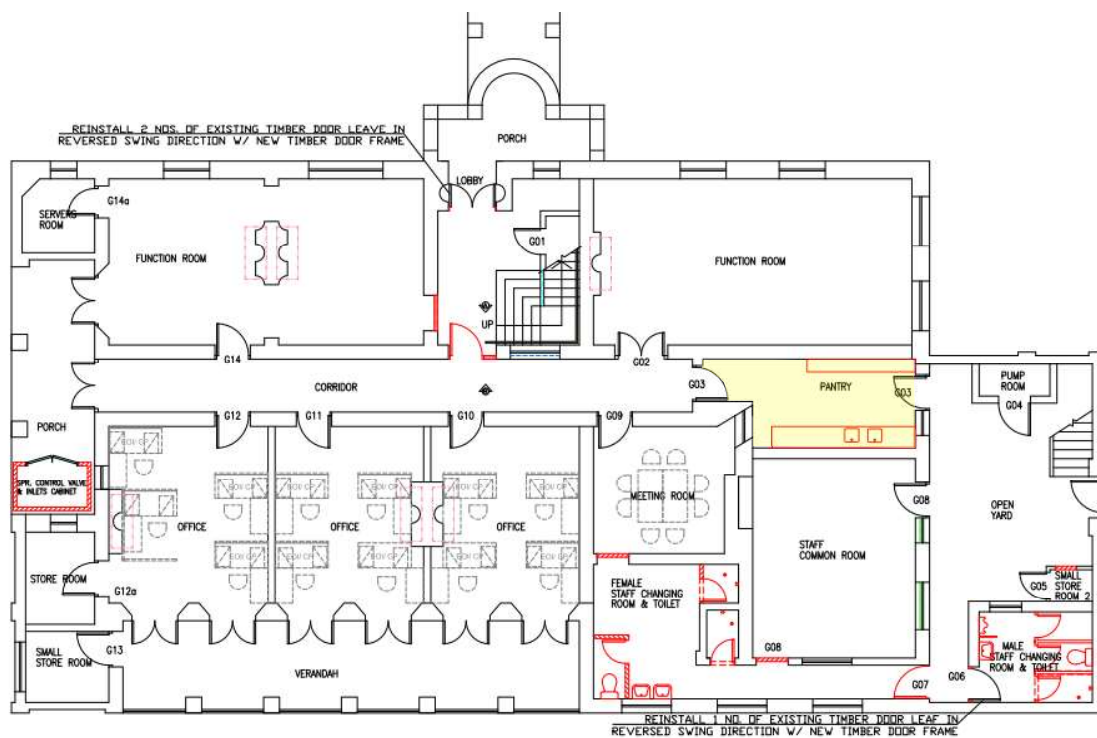 REINSTALL 2 NOS. OF EXISTING TIMBER DOOR LEAVE IN
REVERSED SWING DIRECTION W/ NEW TIMBER DOOR FRAME
PORCH
LOBBY
SERVERS
ROOM
G14a
FUNCTION ROOM
G01
UP
FUNCTION ROOM
G14
G02
CORRIDOR
G03
PANTRY
G03
PUMP
ROOM
G04
G12
G11
G10
G09
PORCH
SPR. CONTROL VALVE
& INLETS CABINET
OFFICE
OFFICE
OFFICE
MEETING ROOM
G08
OPEN
YARD
STAFF
COMMON ROOM
STORE ROOM
G12a
FEMALE
STAFF CHANGING
ROOM & TOILET
G05
SMALL
STORE
ROOM 2
SMALL
STORE ROOM
G13
VERANDAH
G08
G07
G06
MALE
STAFF CHANGING
ROOM & TOILET
REINSTALL 1 NO. OF EXISTING TIMBER DOOR LEAF IN
REVERSED SWING DIRECTION W/ NEW TIMBER DOOR FRAME